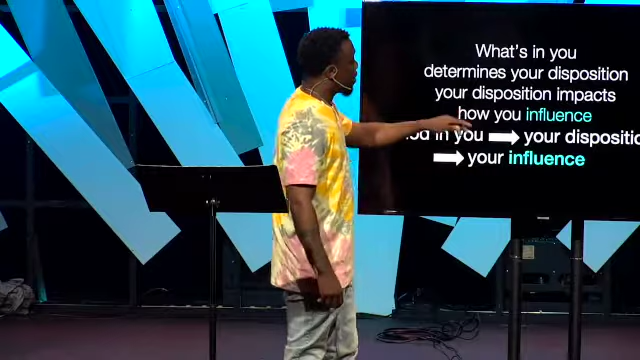 What's in you
determines your disposition
your disposition impacts
how you influence
in you → your
→ your influence